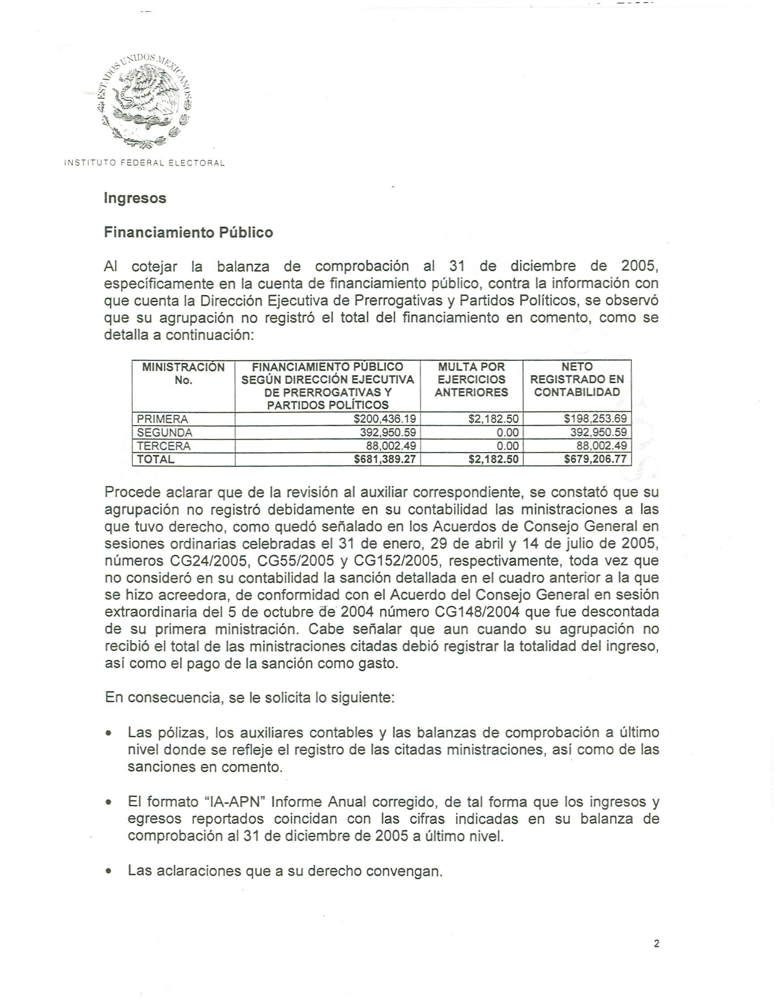 ESTADOS UNIDOS MEXICANOS
INSTITUTO FEDERAL ELECTORAL
Ingresos
Financiamiento Público
Al cotejar la balanza de comprobación al 31 de diciembre de 2005,
específicamente en la cuenta de financiamiento público, contra la información con
que cuenta la Dirección Ejecutiva de Prerrogativas y Partidos Políticos, se observó
que su agrupación no registró el total del financiamiento en comento, como se
detalla a continuación:
MINISTRACIÓN No. FINANCIAMIENTO PÚBLICO SEGÚN DIRECCIÓN EJECUTIVA DE PRERROGATIVAS Y PARTIDOS POLÍTICOS MULTA POR EJERCICIOS ANTERIORES NETO REGISTRADO EN CONTABILIDAD
PRIMERA $200,436.19 $2,182.50 $198,253.69
SEGUNDA 392,950.59 0.00 392,950.59
TERCERA 88,002.49 0.00 88,002.49
TOTAL $681,389.27 $2,182.50 $679,206.77
Procede aclarar que de la revisión al auxiliar correspondiente, se constató que su
agrupación no registró debidamente en su contabilidad las ministraciones a las
que tuvo derecho, como quedó señalado en los Acuerdos de Consejo General en
sesiones ordinarias celebradas el 31 de enero, 29 de abril y 14 de julio de 2005,
números CG24/2005, CG55/2005 y CG152/2005, respectivamente, toda vez que
no consideró en su contabilidad la sanción detallada en el cuadro anterior a la que
se hizo acreedora, de conformidad con el Acuerdo del Consejo General en sesión
extraordinaria del 5 de octubre de 2004 número CG148/2004 que fue descontada
de su primera ministración. Cabe señalar que aun cuando su agrupación no
recibió el total de las ministraciones citadas debió registrar la totalidad del ingreso,
así como el pago de la sanción como gasto.
En consecuencia, se le solicita lo siguiente:
• Las pólizas, los auxiliares contables y las balanzas de comprobación a último
nivel donde se refleje el registro de las citadas ministraciones, así como de las
sanciones en comento.
• El formato “IA-APN” Informe Anual corregido, de tal forma que los ingresos y
egresos reportados coincidan con las cifras indicadas en su balanza de
comprobación al 31 de diciembre de 2005 a último nivel.
• Las aclaraciones que a su derecho convengan.
2